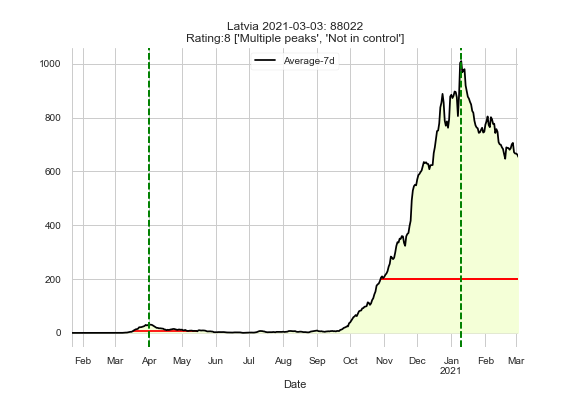 Latvia 2021-03-03: 88022
Rating:8 ['Multiple peaks', 'Not in control']
Average-7d
1000
800
600
400
200
0
Feb Mar Apr May Jun Jul Aug Sep Oct Nov Dec Jan Feb Mar
2021
Date